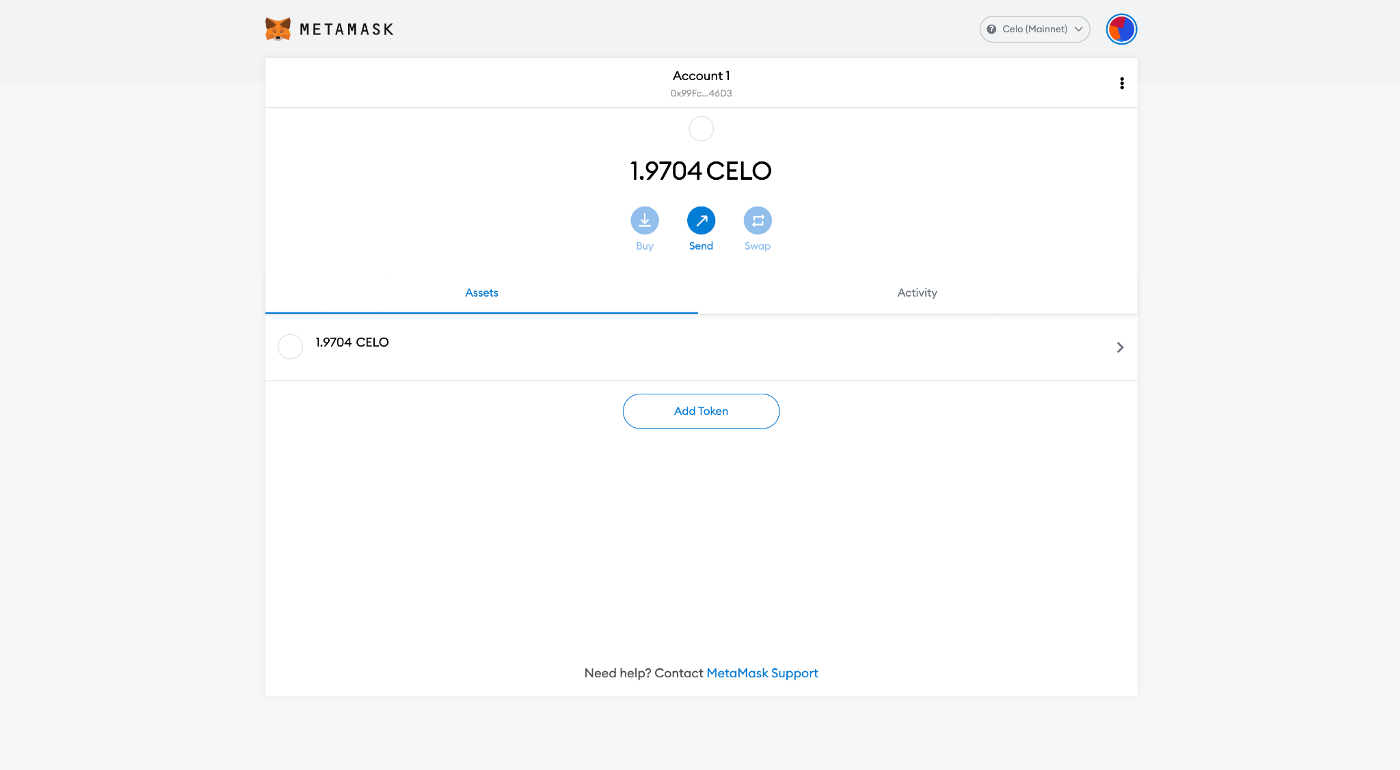 METAMASK
Celo (Mainnet)
Account 1
0x99Fc...46D3
1.9704 CELO
Buy
Send
Swap
Assets
Activity
1.9704 CELO
Add Token
Need help? Contact MetaMask Support